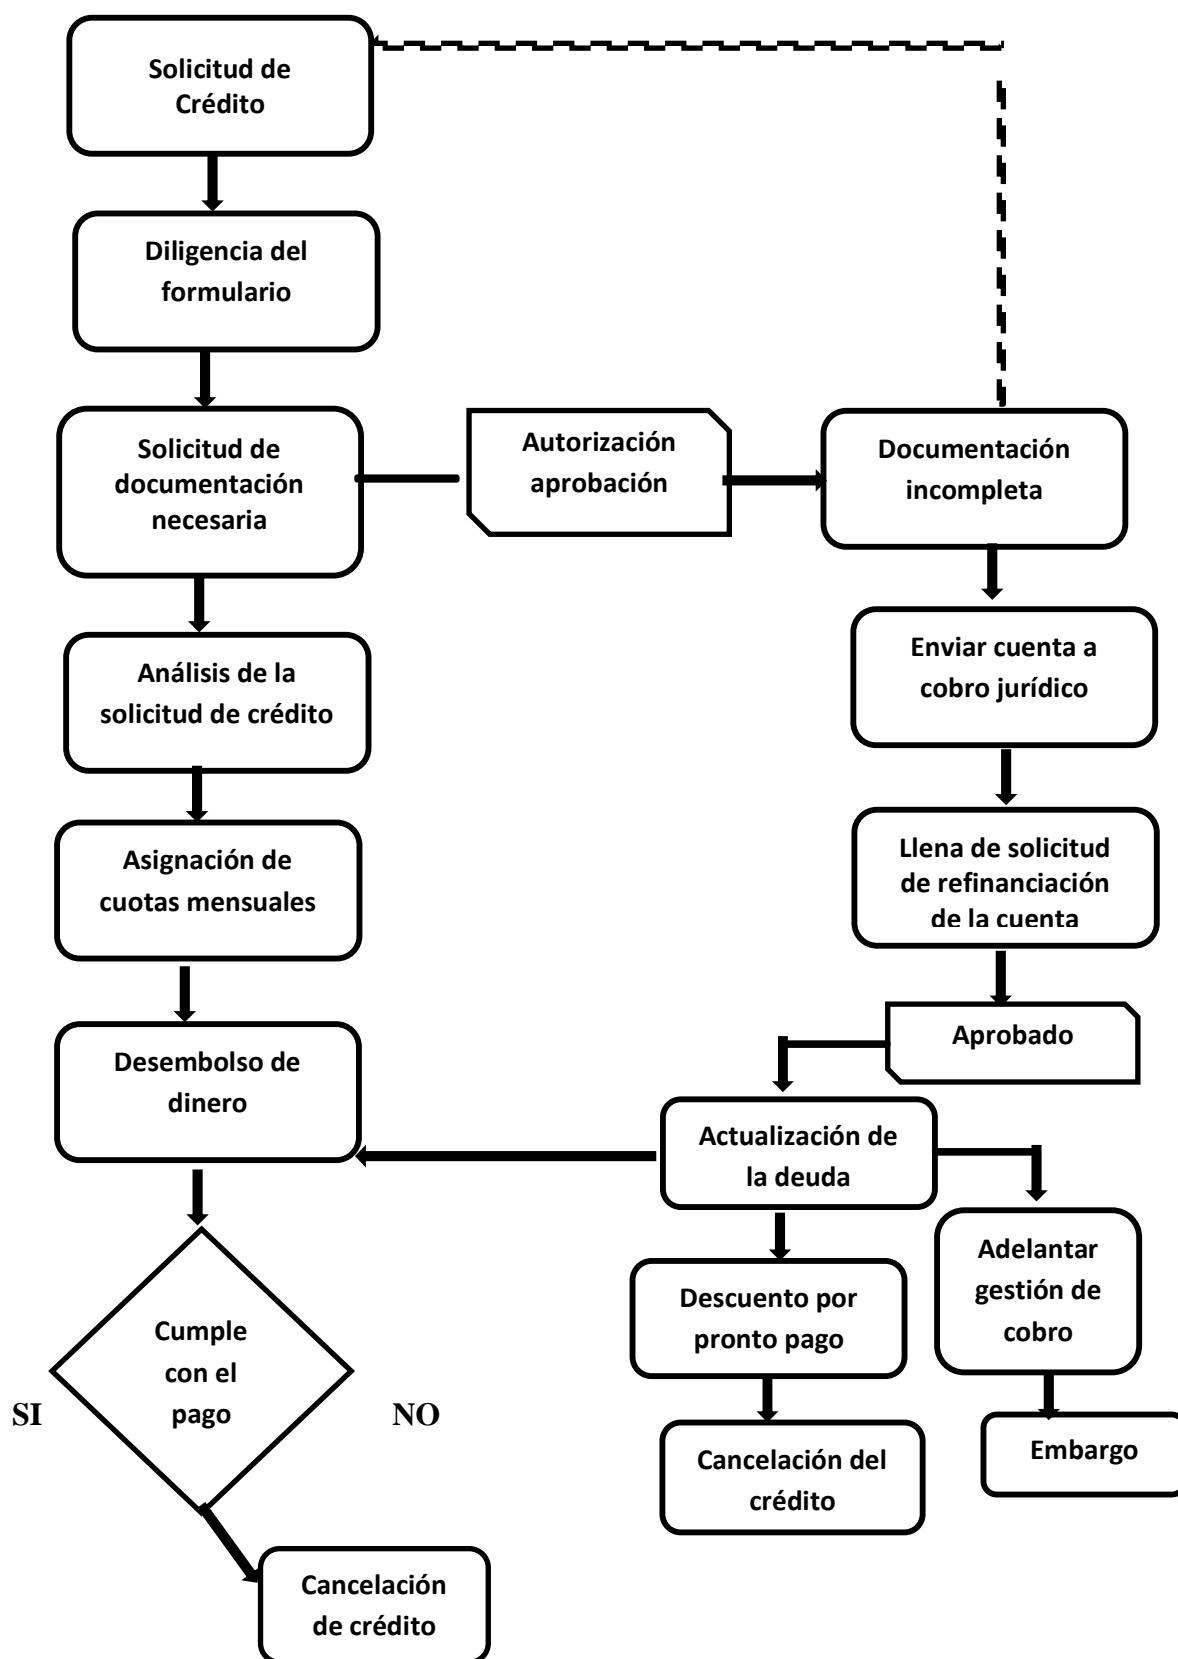 Solicitud de
Crédito
Diligencia del
formulario
Solicitud de
documentación
necesaria
Autorización
aprobación
Documentación
incompleta
Análisis de la
solicitud de crédito
Enviar cuenta a
cobro jurídico
Asignación de
cuotas mensuales
Llena de solicitud
de refinanciación
de la cuenta
Aprobado
Desembolso de
dinero
Actualización de
la deuda
Adelantar
gestión de
cobro
Descuento por
pronto pago
Cumple
con el
pago
SI
NO
Cancelación del
crédito
Embargo
Cancelación
de crédito